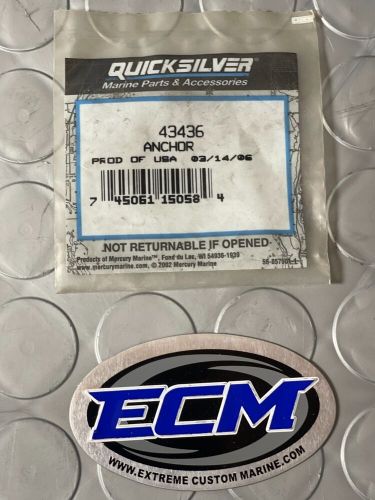 QUICKSILVER
Marine Parts & Accessories
43436
ANCHOR
PROD OF USA 03/14/06
7 45061 15058 4
NOT RETURNABLE IF OPENED
Products of Mercury Marine™, Fond du Lac, WI 54936-1939
www.mercurymarine.com © 2002 Mercury Marine
ECM
WWW.EXTREME CUSTOM MARINE.COM